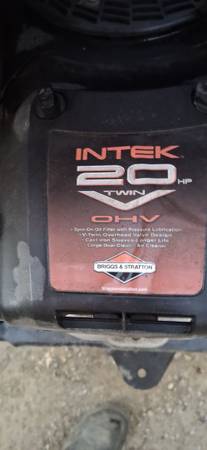 INTEK
20 HP
TWIN
OHV
• Spin-On Oil Filter with Pressure Lubrication
• V-Twin Overhead Valve Design
• Cast Iron Sleeve-Longer Life
• Large Dual-Clean Air Cleaner
BRIGGS & STRATTON